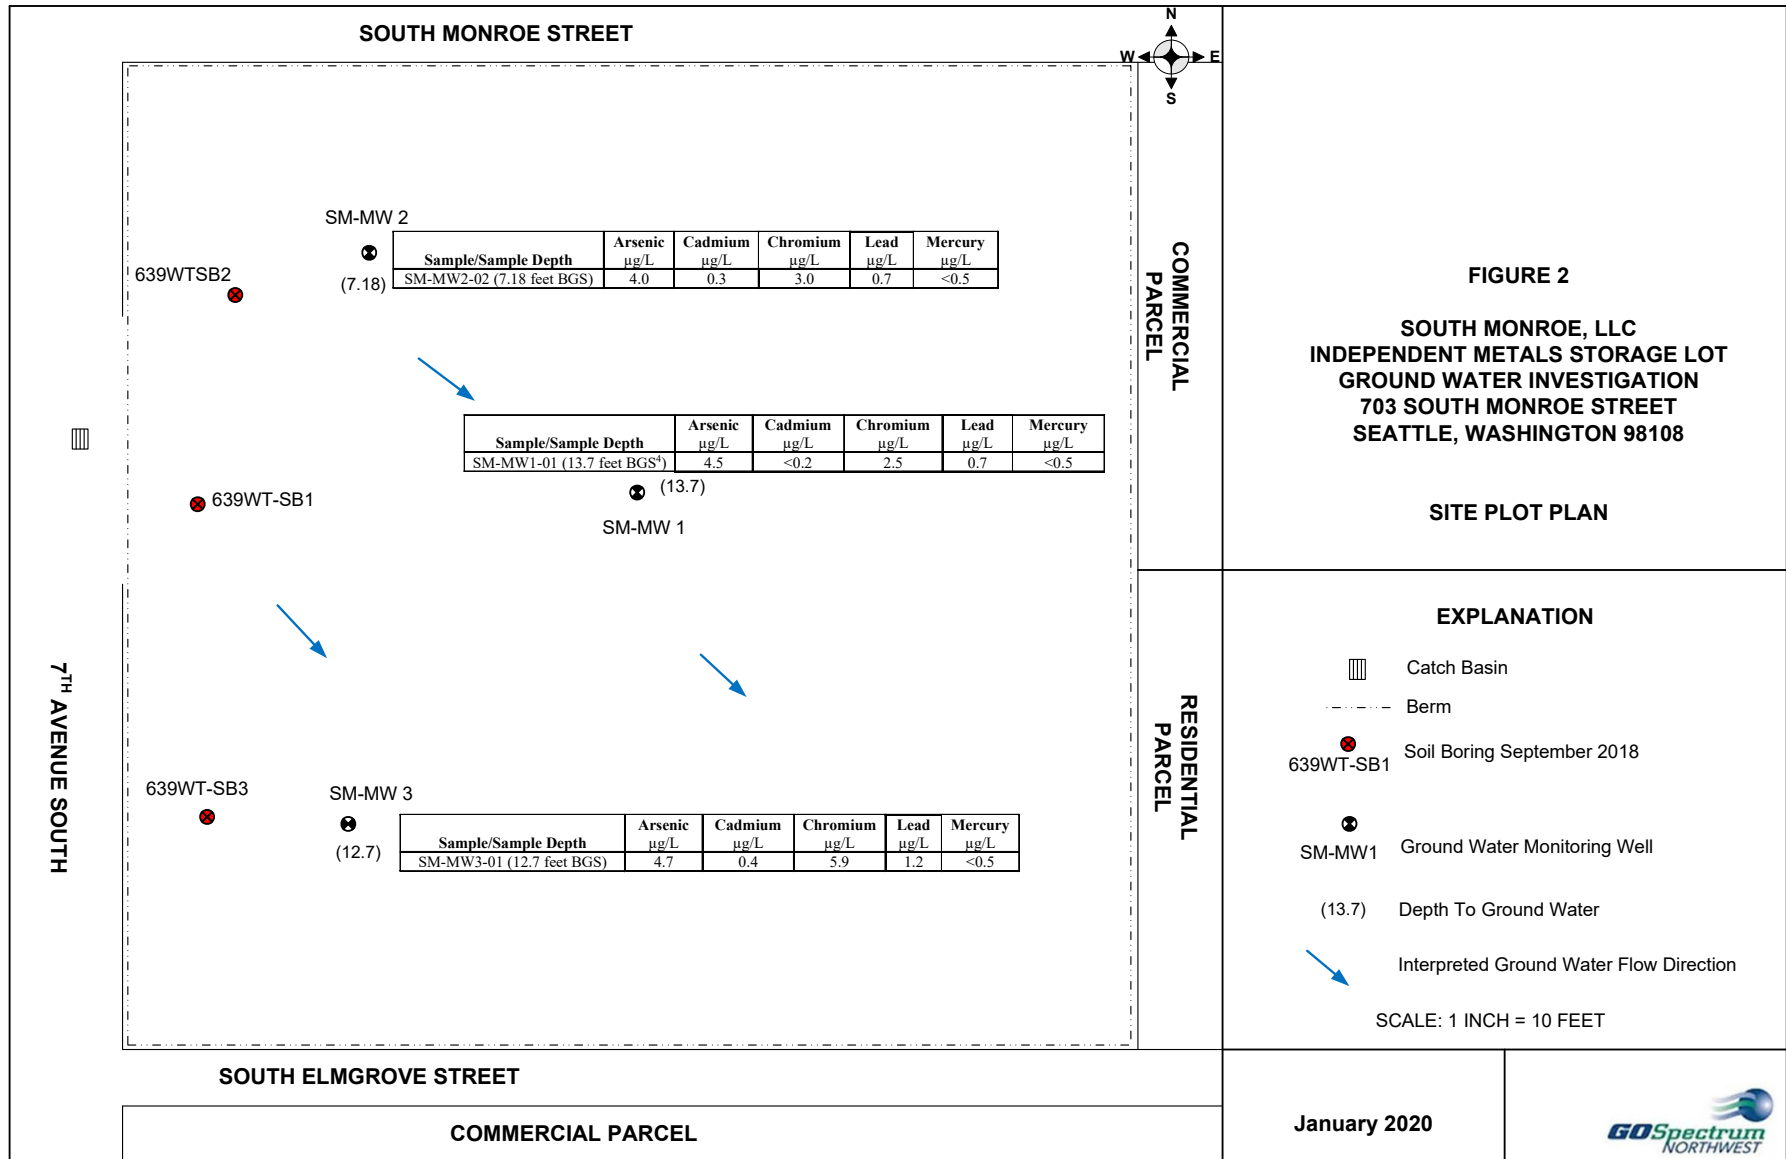 SOUTH MONROE STREET
N
W E
S
SM-MW 2
639WTSB2
(7.18)
Sample/Sample Depth Arsenic µg/L Cadmium µg/L Chromium µg/L Lead µg/L Mercury µg/L
SM-MW2-02 (7.18 feet BGS) 4.0 0.3 3.0 0.7 <0.5
COMMERCIAL
PARCEL
Sample/Sample Depth Arsenic µg/L Cadmium µg/L Chromium µg/L Lead µg/L Mercury µg/L
SM-MW1-01 (13.7 feet BGS⁴) 4.5 <0.2 2.5 0.7 <0.5
(13.7)
639WT-SB1
SM-MW 1
7TH AVENUE SOUTH
RESIDENTIAL
PARCEL
639WT-SB3
SM-MW 3
(12.7)
Sample/Sample Depth Arsenic µg/L Cadmium µg/L Chromium µg/L Lead µg/L Mercury µg/L
SM-MW3-01 (12.7 feet BGS) 4.7 0.4 5.9 1.2 <0.5
SOUTH ELMGROVE STREET
COMMERCIAL PARCEL
FIGURE 2
SOUTH MONROE, LLC
INDEPENDENT METALS STORAGE LOT
GROUND WATER INVESTIGATION
703 SOUTH MONROE STREET
SEATTLE, WASHINGTON 98108
SITE PLOT PLAN
EXPLANATION
Catch Basin
Berm
639WT-SB1 Soil Boring September 2018
SM-MW1 Ground Water Monitoring Well
(13.7) Depth To Ground Water
Interpreted Ground Water Flow Direction
SCALE: 1 INCH = 10 FEET
January 2020
GOSpectrum
NORTHWEST